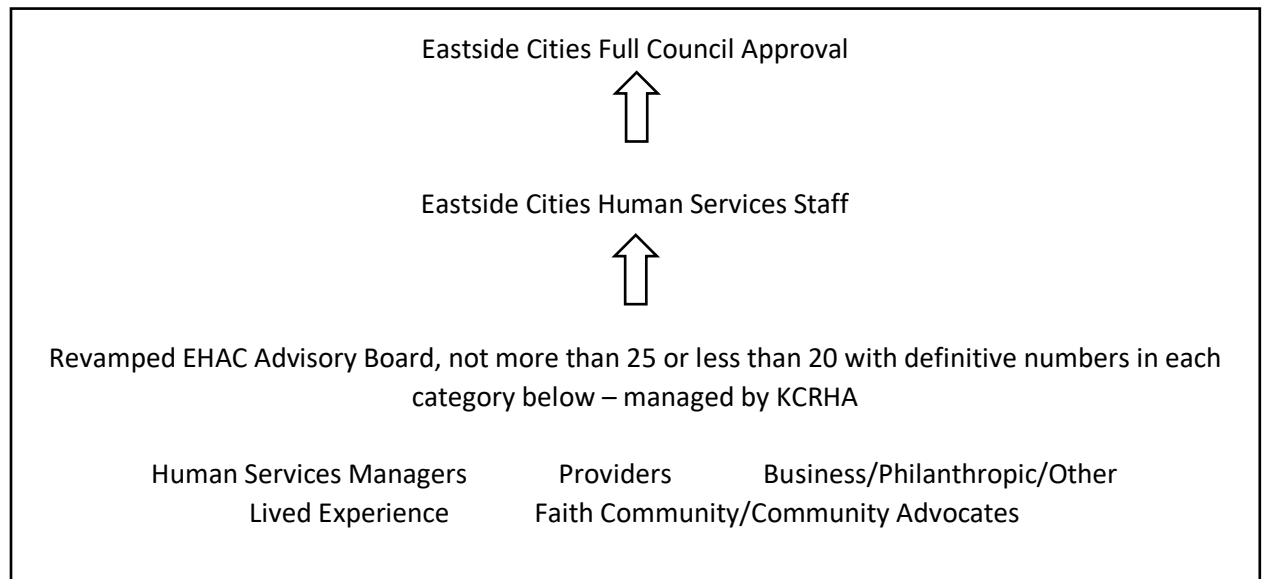 Eastside Cities Full Council Approval
Eastside Cities Human Services Staff
Revamped EHAC Advisory Board, not more than 25 or less than 20 with definitive numbers in each
category below – managed by KCRHA
Human Services Managers Providers Business/Philanthropic/Other
Lived Experience Faith Community/Community Advocates